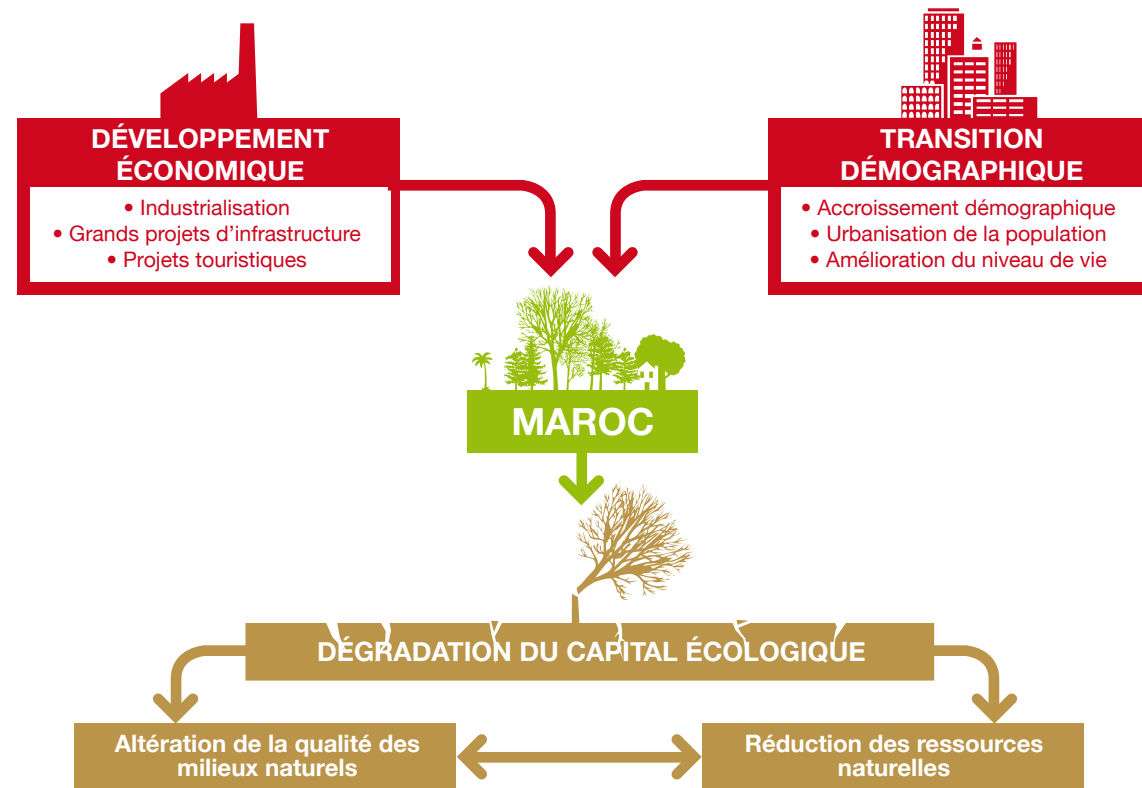 DÉVELOPPEMENT
ÉCONOMIQUE
• Industrialisation
• Grands projets d’infrastructure
• Projets touristiques
TRANSITION
DÉMOGRAPHIQUE
• Accroissement démographique
• Urbanisation de la population
• Amélioration du niveau de vie
MAROC
DÉGRADATION DU CAPITAL ÉCOLOGIQUE
Altération de la qualité des
milieux naturels
Réduction des ressources
naturelles